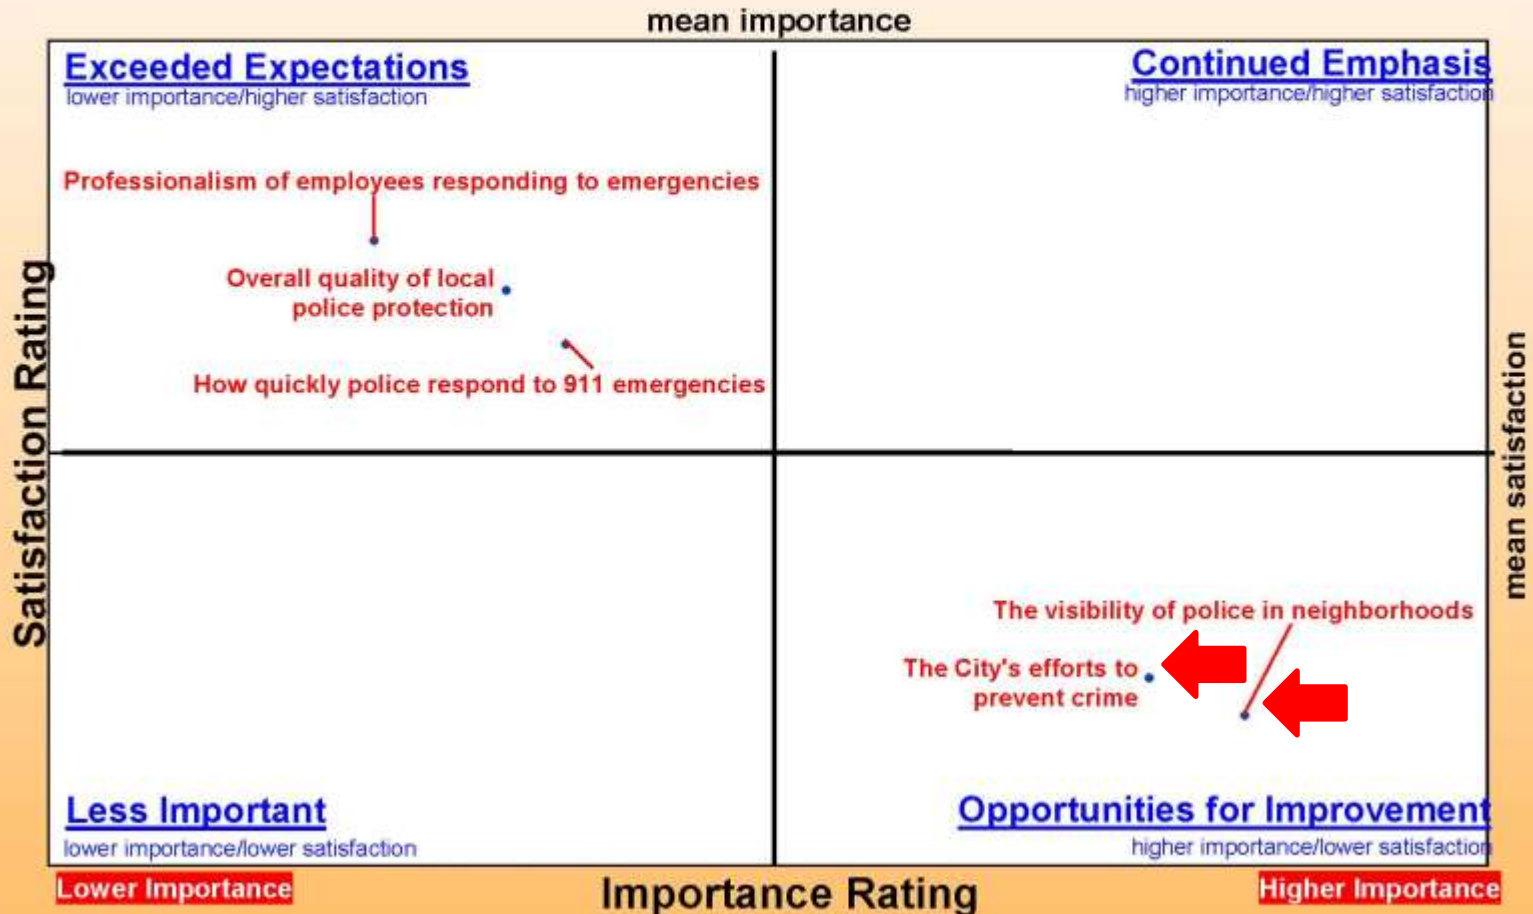 mean importance
Exceeded Expectations
lower importance/higher satisfaction
Continued Emphasis
higher importance/higher satisfaction
Professionalism of employees responding to emergencies
Overall quality of local
police protection
How quickly police respond to 911 emergencies
Satisfaction Rating
mean satisfaction
The visibility of police in neighborhoods
The City's efforts to
prevent crime
Less Important
lower importance/lower satisfaction
Opportunities for Improvement
higher importance/lower satisfaction
Lower Importance
Importance Rating
Higher Importance